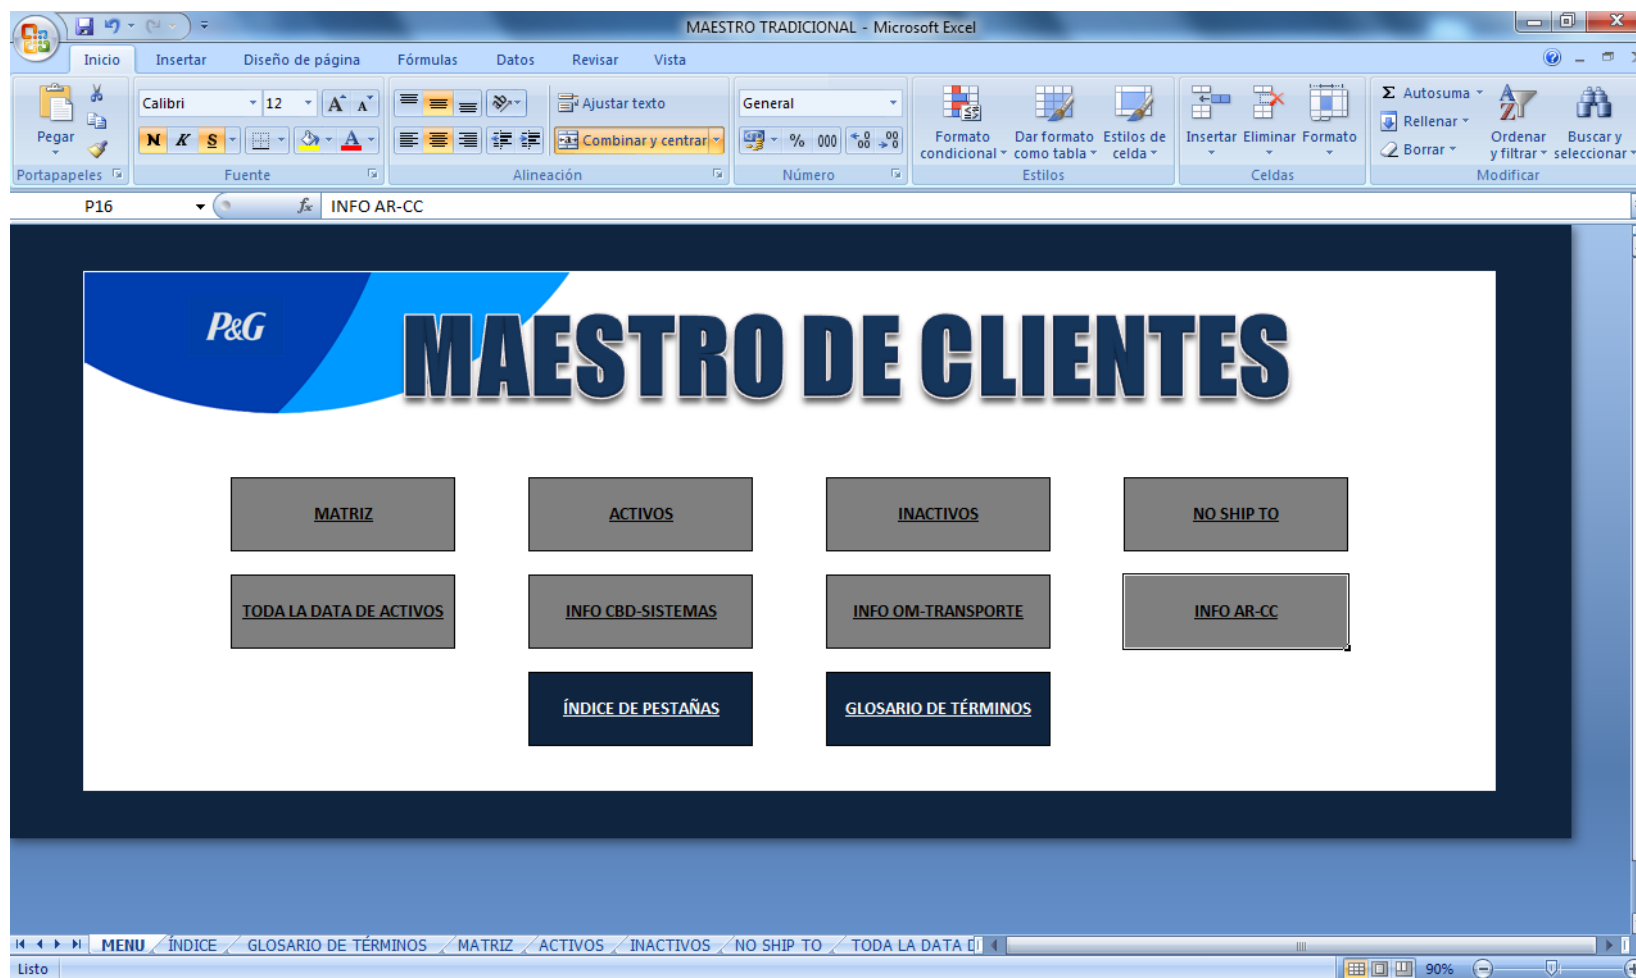 MAESTRO TRADICIONAL - Microsoft Excel
Inicio Insertar Diseño de página Fórmulas Datos Revisar Vista
Calibri 12 A A Ajustar texto General Σ Autosuma
Pegar Rellenar
N K S A Combinar y centrar % 000 Formato condicional Dar formato como tabla Estilos de celda Insertar Eliminar Formato Borrar Ordenar y filtrar Buscar y seleccionar
Portapapeles Fuente Alineación Número Estilos Celdas Modificar
P16 fx INFO AR-CC
P&G
MAESTRO DE CLIENTES
MATRIZ ACTIVOS INACTIVOS NO SHIP TO
TODA LA DATA DE ACTIVOS INFO CBD-SISTEMAS INFO OM-TRANSPORTE INFO AR-CC
ÍNDICE DE PESTAÑAS GLOSARIO DE TÉRMINOS
MENU ÍNDICE GLOSARIO DE TÉRMINOS MATRIZ ACTIVOS INACTIVOS NO SHIP TO TODA LA DATA
Listo 90%